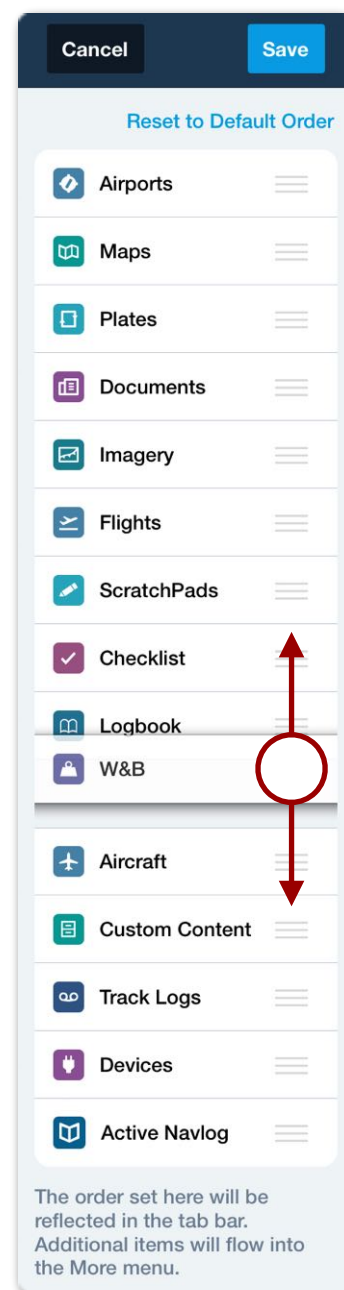 Cancel
Save
Reset to Default Order
Airports
Maps
Plates
Documents
Imagery
Flights
ScratchPads
Checklist
Logbook
W&B
Aircraft
Custom Content
Track Logs
Devices
Active Navlog
The order set here will be
reflected in the tab bar.
Additional items will flow into
the More menu.